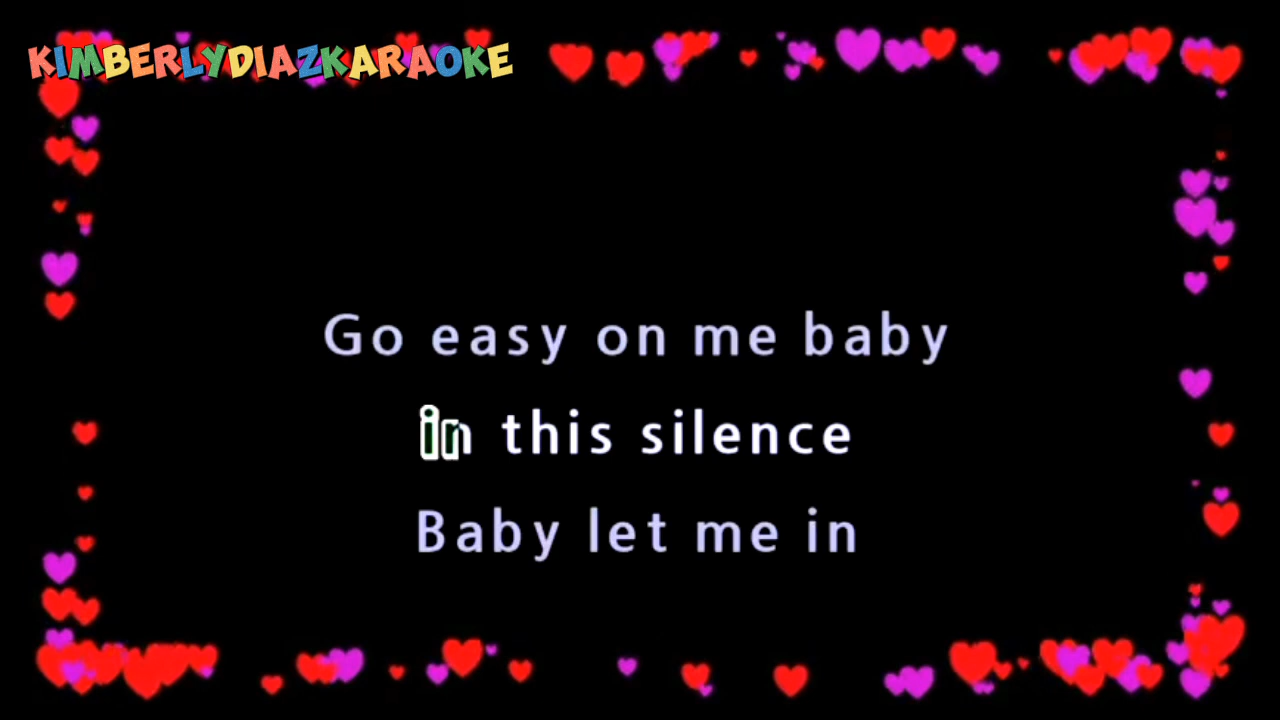 KIMBERLYDIAZKARAOKE
Go easy on me baby
in this silence
Baby let me in